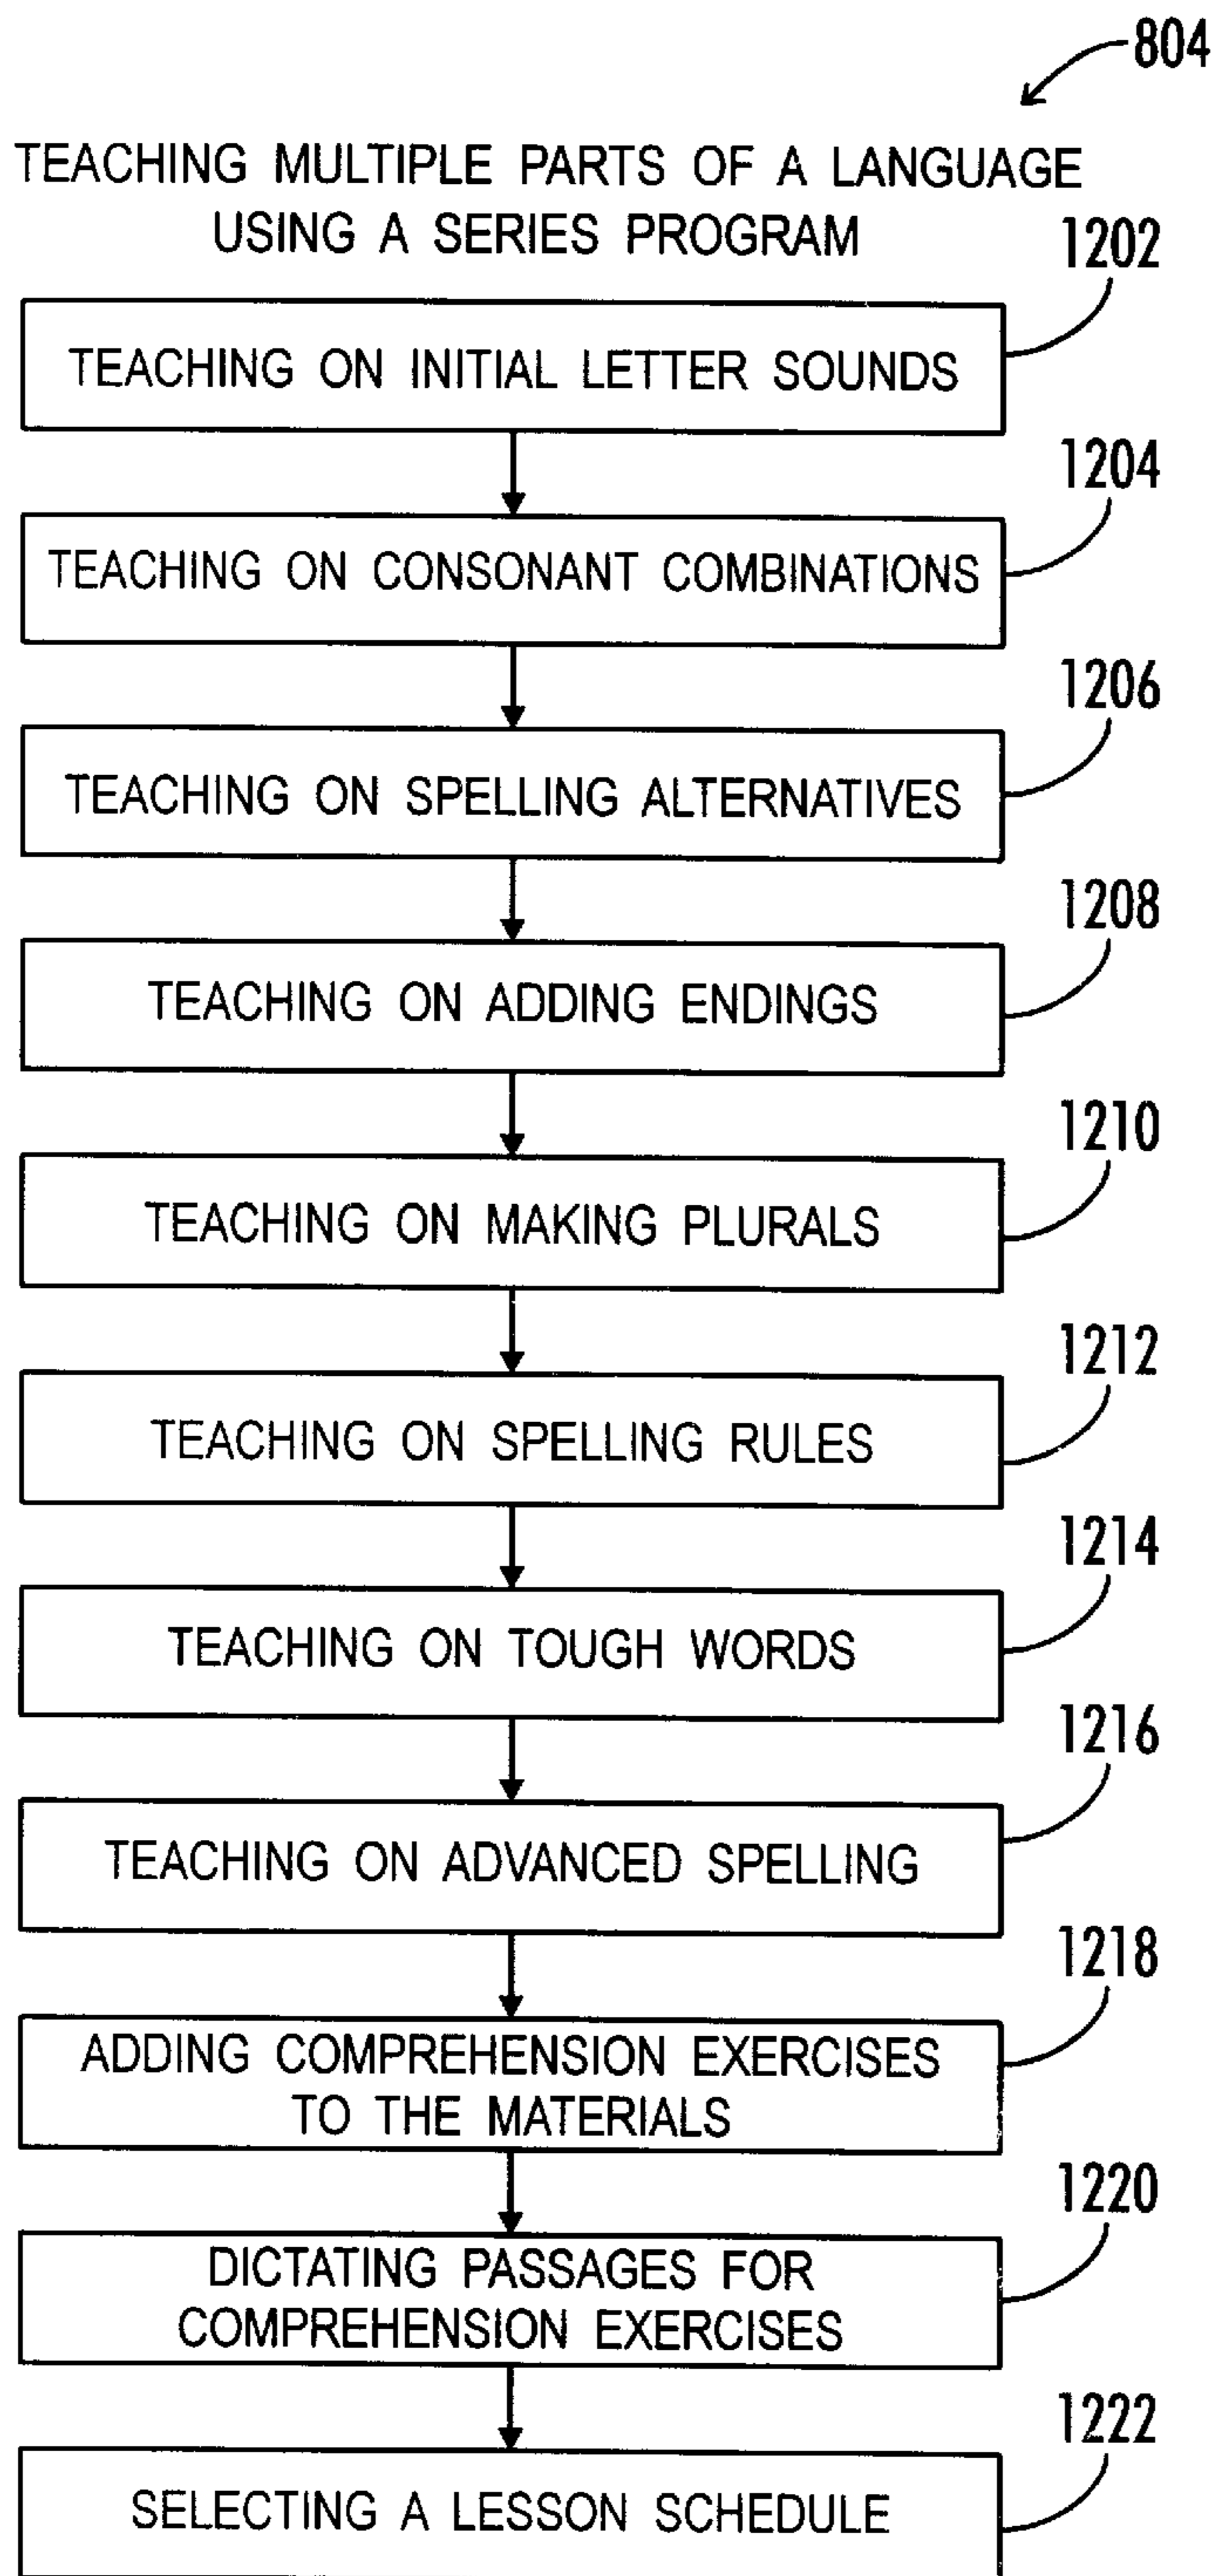 804
TEACHING MULTIPLE PARTS OF A LANGUAGE
USING A SERIES PROGRAM
1202
TEACHING ON INITIAL LETTER SOUNDS
1204
TEACHING ON CONSONANT COMBINATIONS
1206
TEACHING ON SPELLING ALTERNATIVES
1208
TEACHING ON ADDING ENDINGS
1210
TEACHING ON MAKING PLURALS
1212
TEACHING ON SPELLING RULES
1214
TEACHING ON TOUGH WORDS
1216
TEACHING ON ADVANCED SPELLING
1218
ADDING COMPREHENSION EXERCISES
TO THE MATERIALS
1220
DICTATING PASSAGES FOR
COMPREHENSION EXERCISES
1222
SELECTING A LESSON SCHEDULE